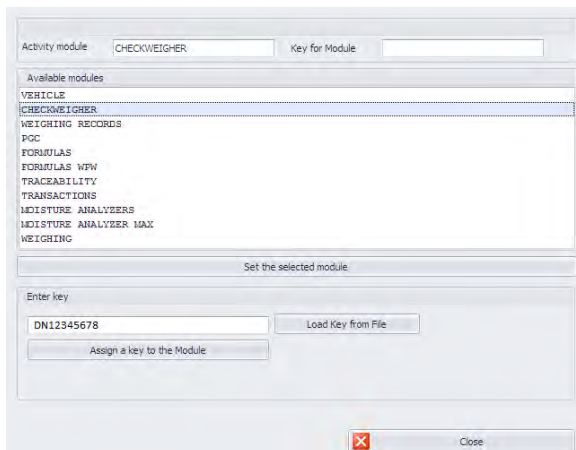 Activity module CHECKWEIGHER Key for Module
Available modules
VEHICLE
CHECKWEIGHER
WEIGHING RECORDS
PGC
FORMULAS
FORMULAS WPW
TRACEABILITY
TRANSACTIONS
MOISTURE ANALYZERS
MOISTURE ANALYZER MAX
WEIGHING
Set the selected module
Enter key
DN12345678 Load Key from File
Assign a key to the Module
Close